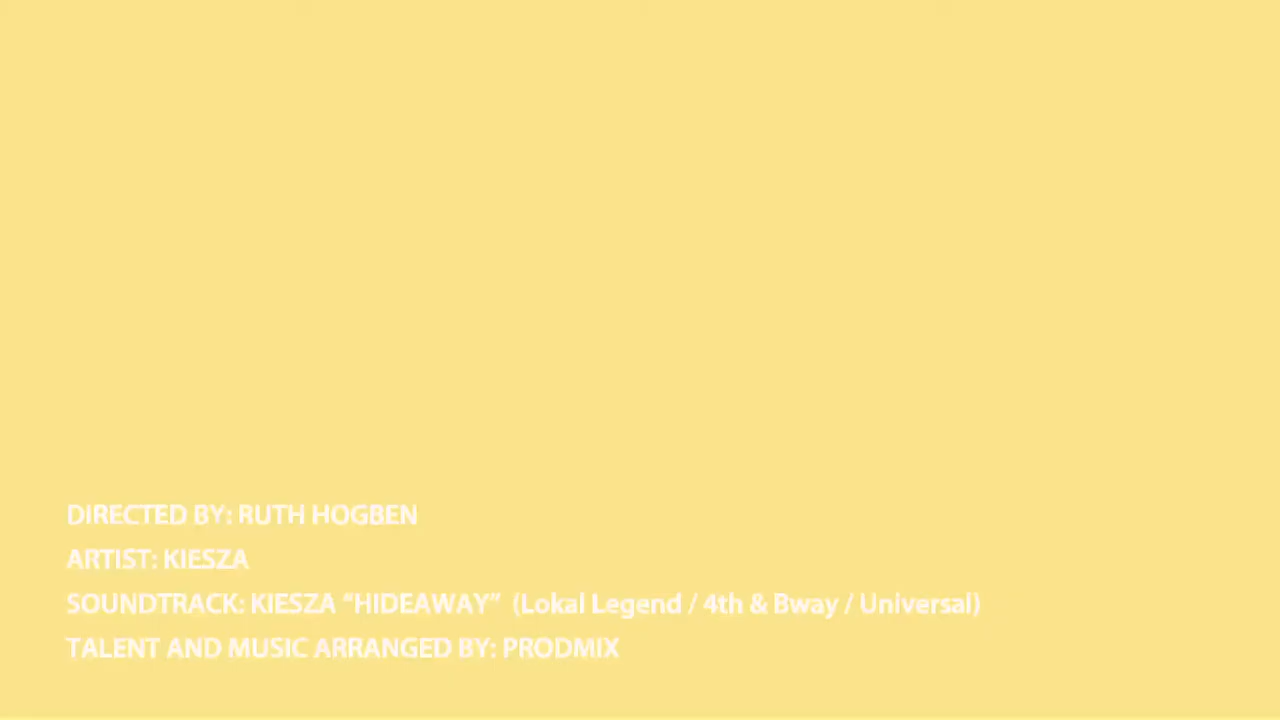 DIRECTED BY: RUTH HOGBEN
ARTIST: KIESZA
SOUNDTRACK: KIESZA “HIDEAWAY” (Lokal Legend / 4th & Bway / Universal)
TALENT AND MUSIC ARRANGED BY: PRODMIX